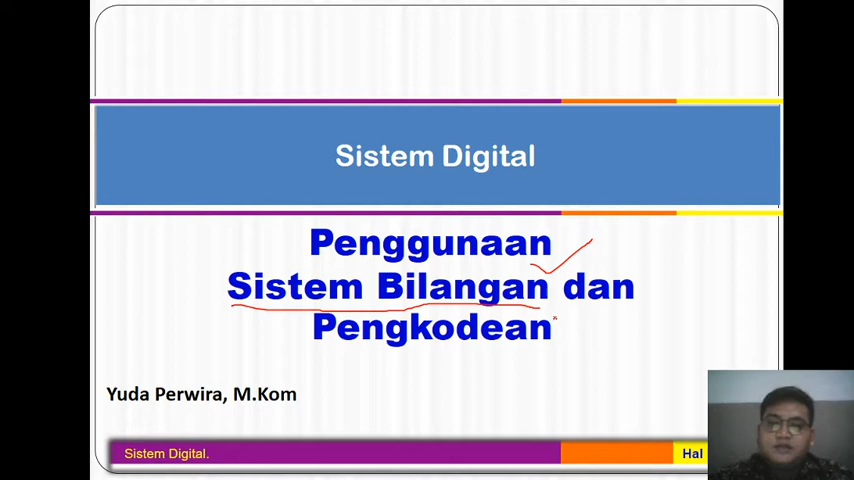 Sistem Digital
Penggunaan
Sistem Bilangan dan
Pengkodean
Yuda Perwira, M.Kom
Sistem Digital.
Hal